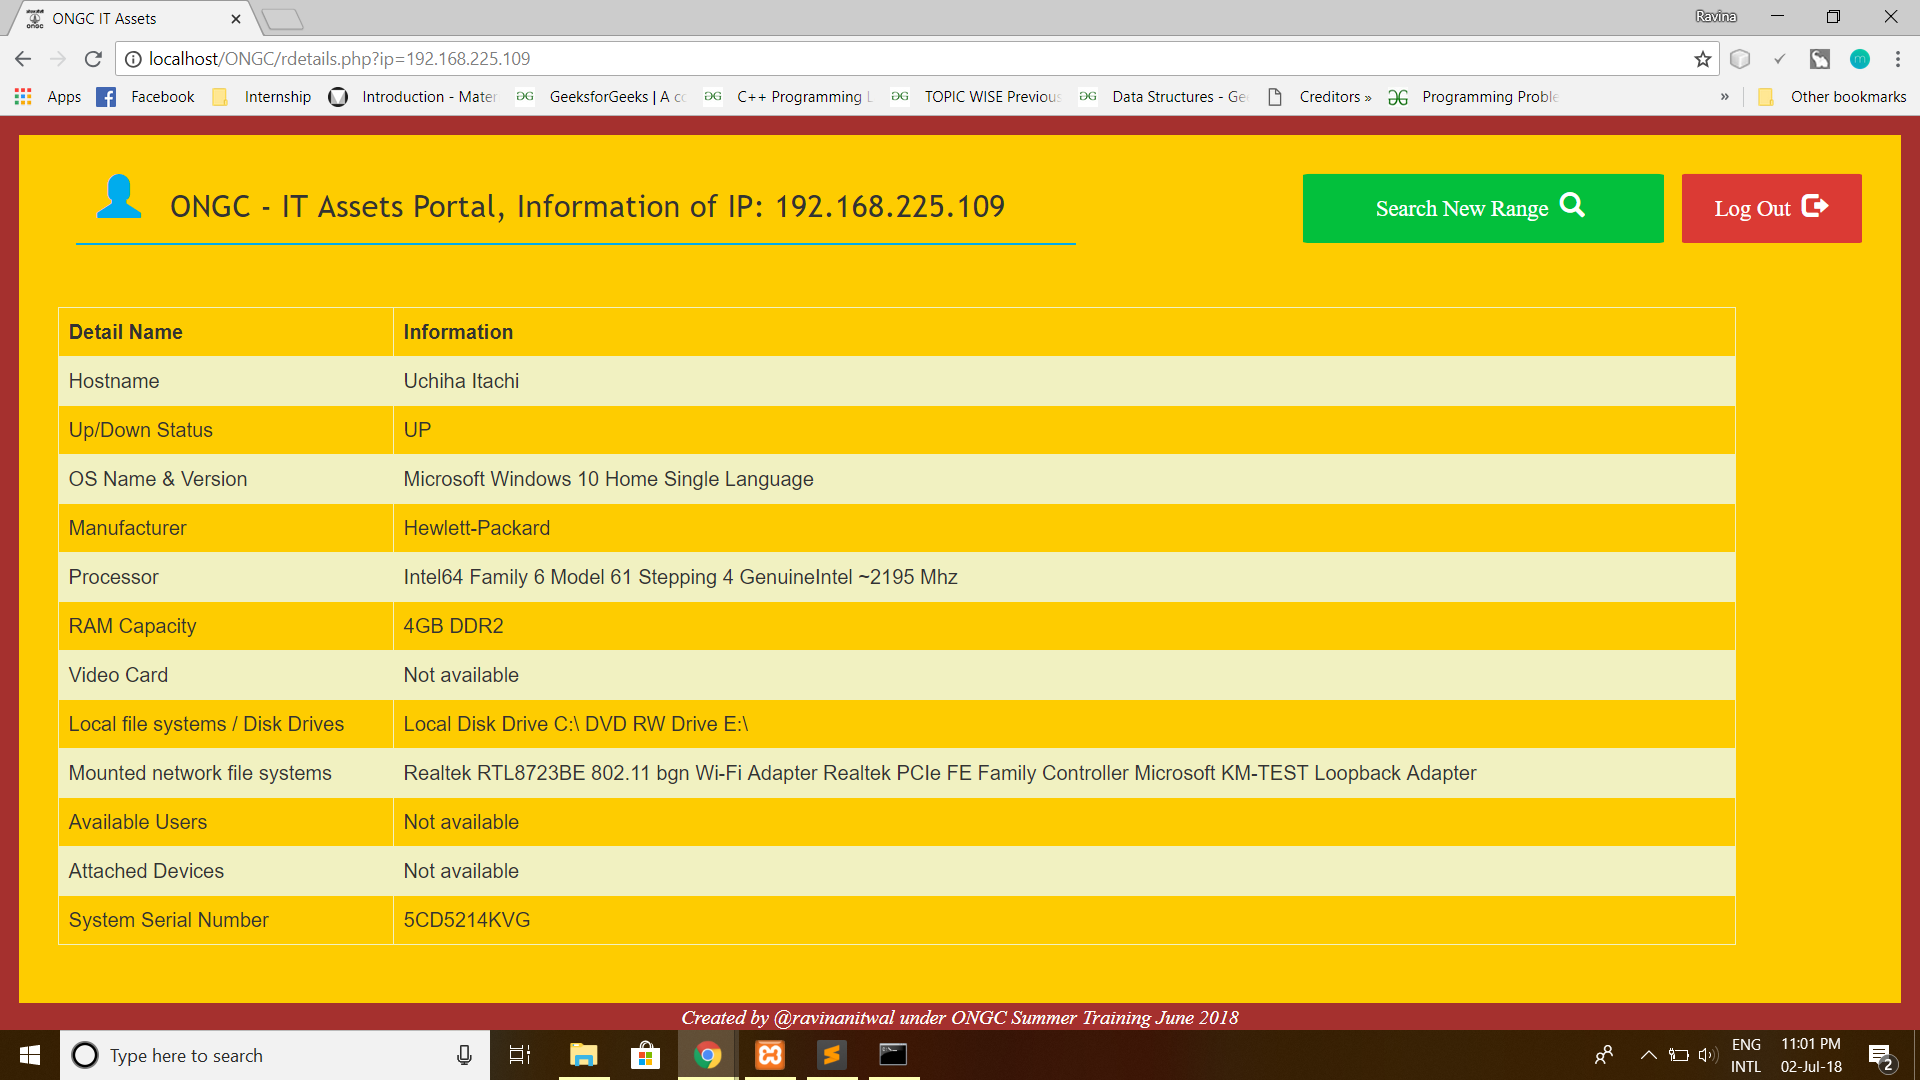 ONGC IT Assets
Ravina
localhost/ONGC/rdetails.php?ip=192.168.225.109
Apps Facebook Internship Introduction - Mater GeeksforGeeks | A co C++ Programming L TOPIC WISE Previous Data Structures - Gee Creditors » Programming Proble » Other bookmarks
ONGC - IT Assets Portal, Information of IP: 192.168.225.109
Search New Range
Log Out
Detail Name Information
Hostname Uchiha Itachi
Up/Down Status UP
OS Name & Version Microsoft Windows 10 Home Single Language
Manufacturer Hewlett-Packard
Processor Intel64 Family 6 Model 61 Stepping 4 GenuineIntel ~2195 Mhz
RAM Capacity 4GB DDR2
Video Card Not available
Local file systems / Disk Drives Local Disk Drive C:\ DVD RW Drive E:\
Mounted network file systems Realtek RTL8723BE 802.11 bgn Wi-Fi Adapter Realtek PCIe FE Family Controller Microsoft KM-TEST Loopback Adapter
Available Users Not available
Attached Devices Not available
System Serial Number 5CD5214KVG
Created by @ravinanitwal under ONGC Summer Training June 2018
Type here to search
ENG
INTL
11:01 PM
02-Jul-18
2